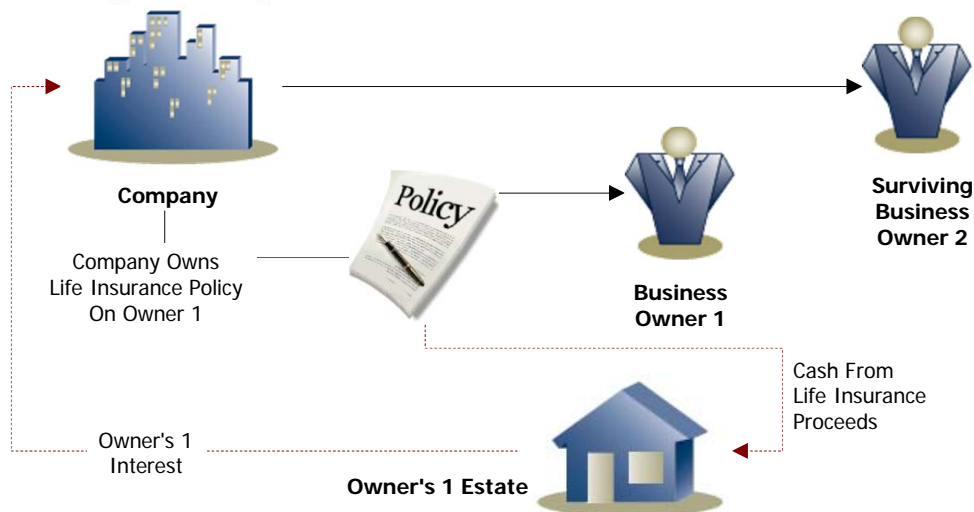 Company
Policy
Surviving
Business
Owner 2
Company Owns
Life Insurance Policy
On Owner 1
Business
Owner 1
Cash From
Life Insurance
Proceeds
Owner's 1
Interest
Owner's 1 Estate